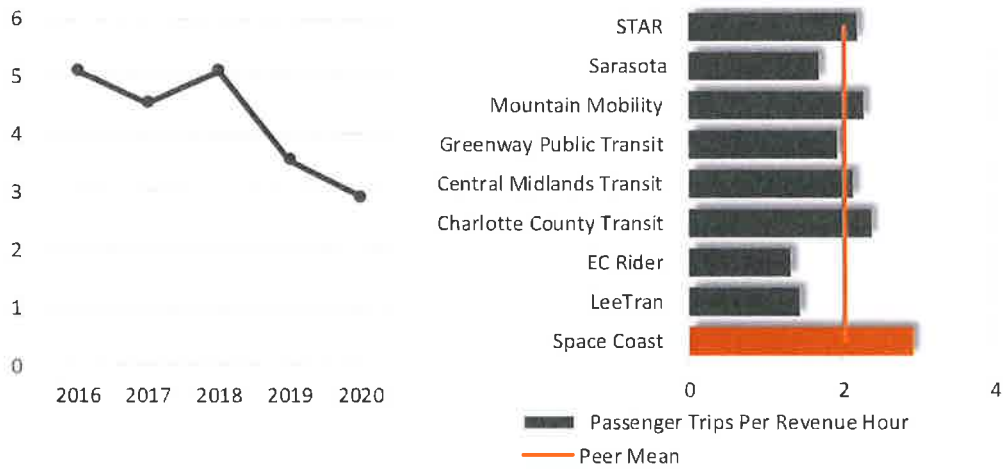 6
5
4
3
2
1
0
2016 2017 2018 2019 2020
STAR
Sarasota
Mountain Mobility
Greenway Public Transit
Central Midlands Transit
Charlotte County Transit
EC Rider
LeeTran
Space Coast
0 2 4
Passenger Trips Per Revenue Hour
Peer Mean